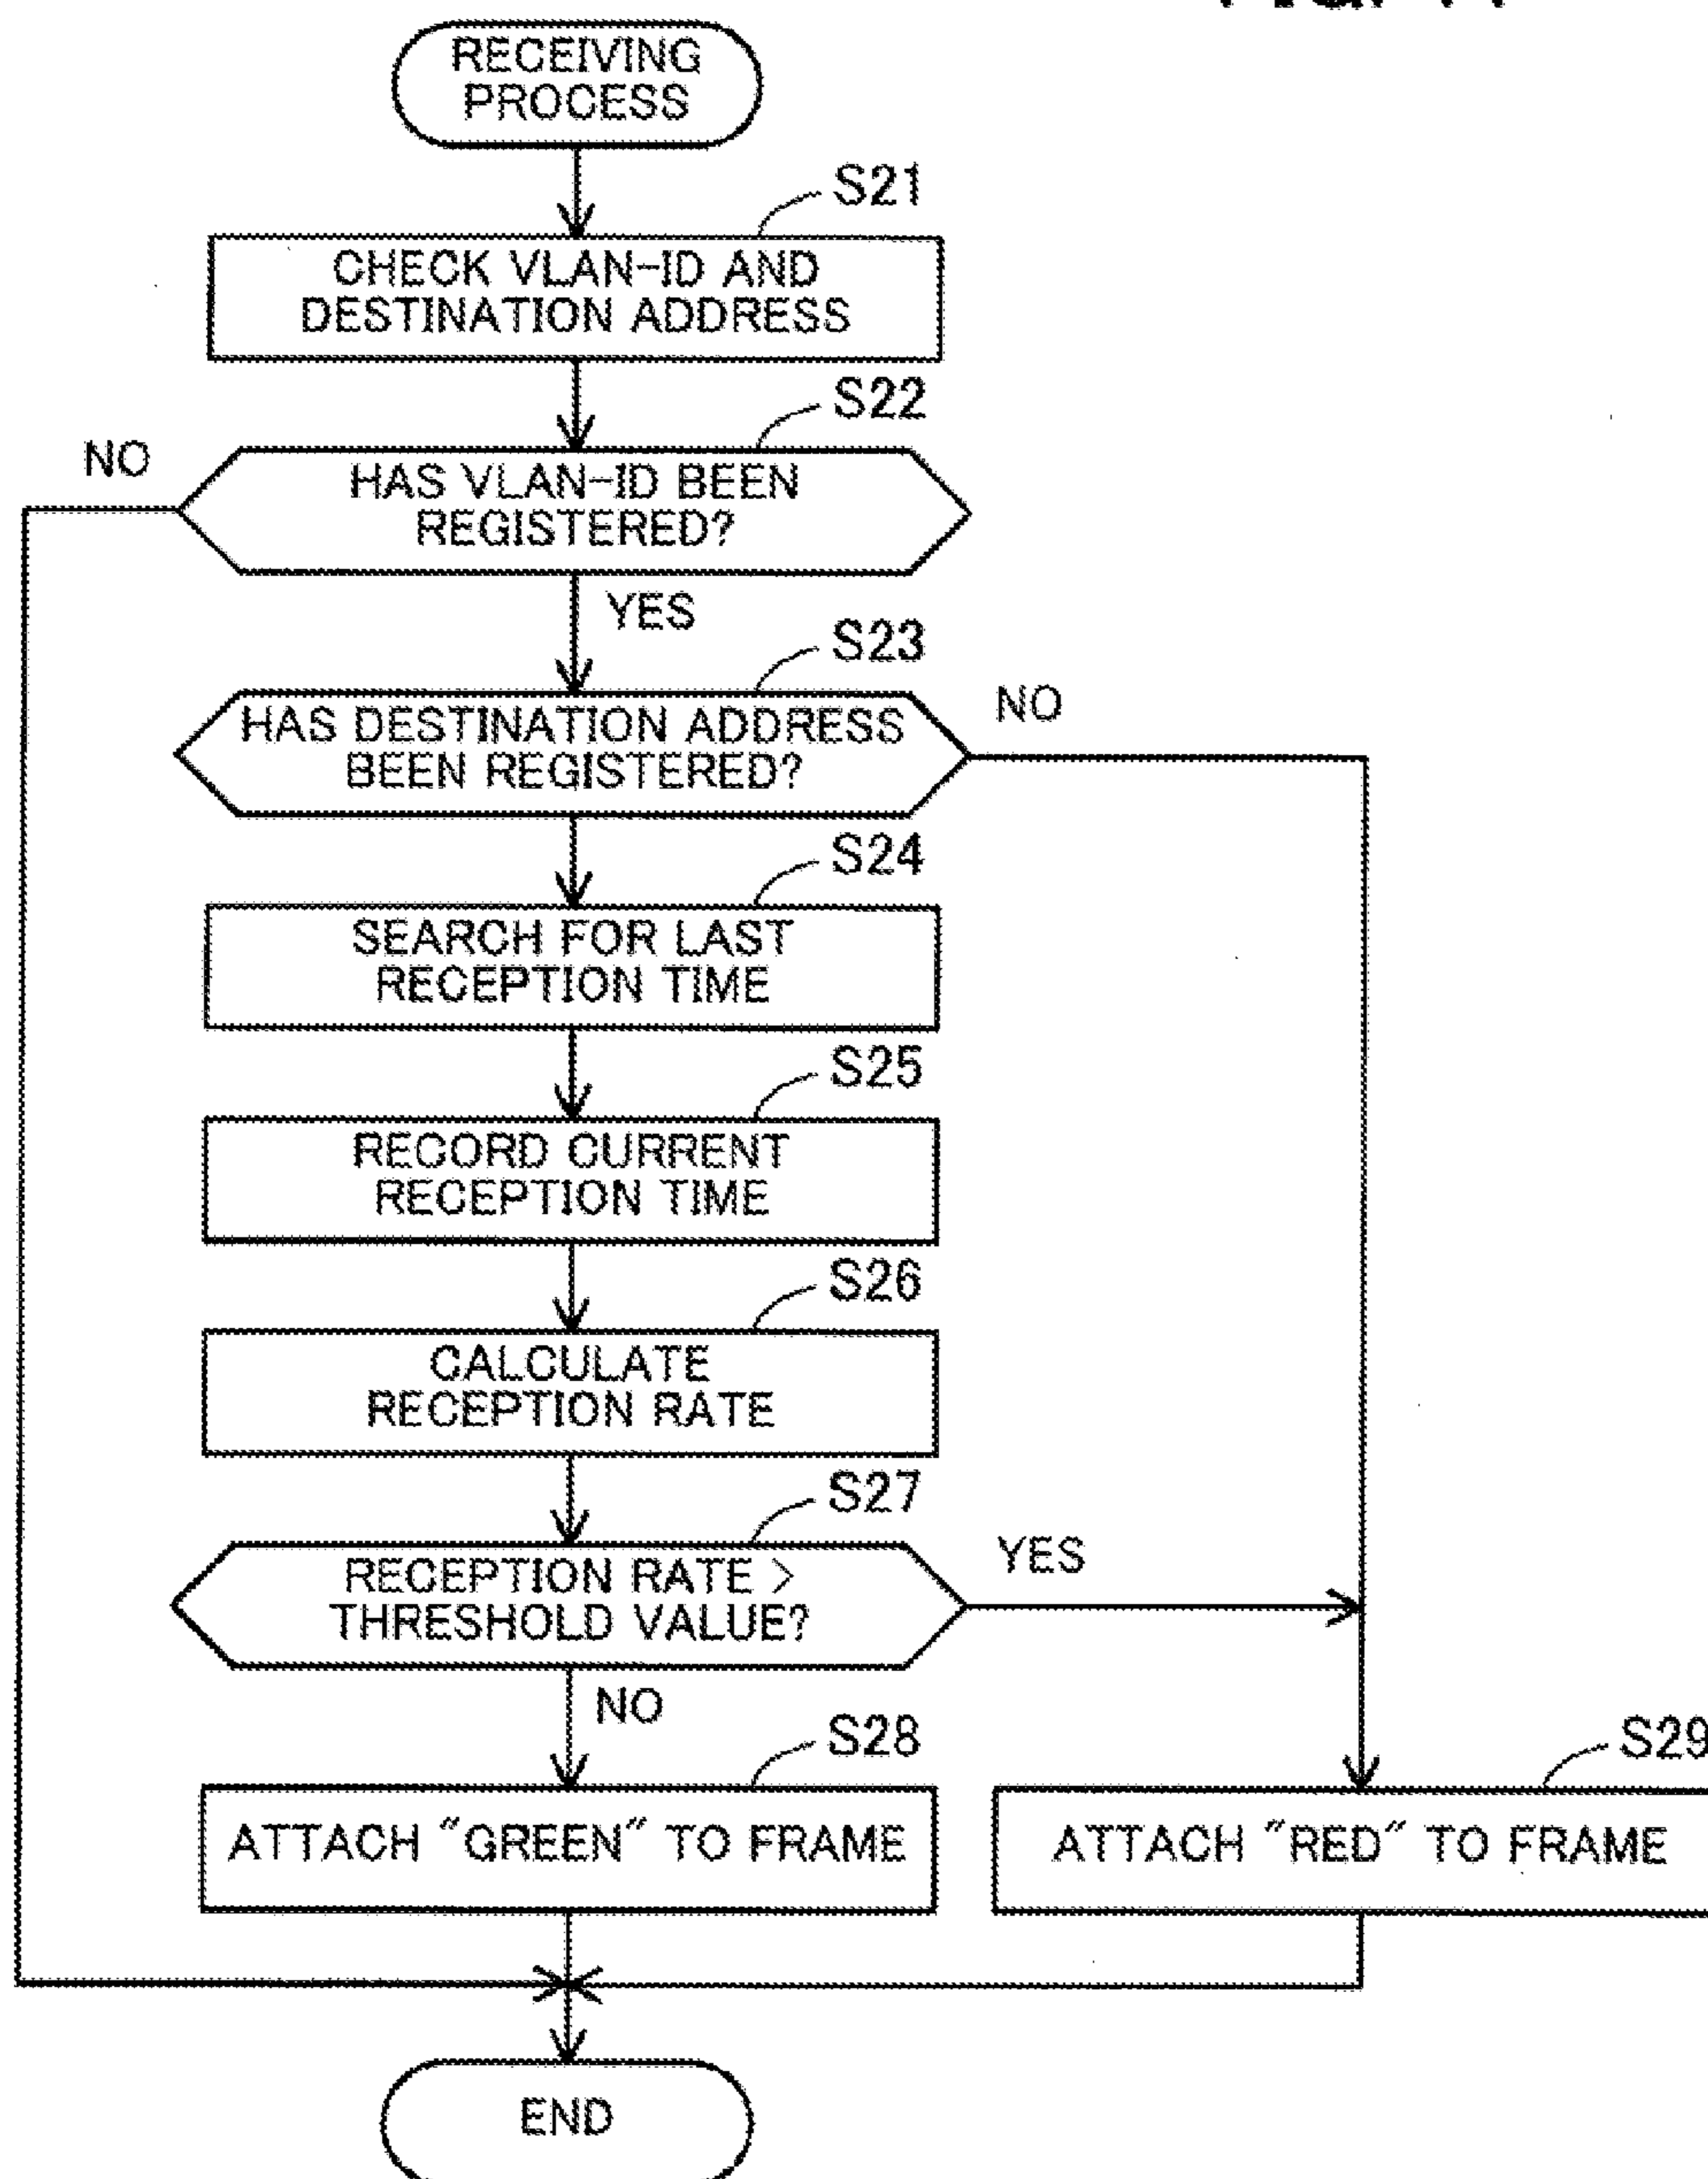 RECEIVING
PROCESS
S21
CHECK VLAN-ID AND
DESTINATION ADDRESS
S22
NO
HAS VLAN-ID BEEN
REGISTERED?
YES
S23
HAS DESTINATION ADDRESS
BEEN REGISTERED?
NO
S24
SEARCH FOR LAST
RECEPTION TIME
S25
RECORD CURRENT
RECEPTION TIME
S26
CALCULATE
RECEPTION RATE
S27
RECEPTION RATE >
THRESHOLD VALUE?
YES
NO
S28
ATTACH "GREEN" TO FRAME
S29
ATTACH "RED" TO FRAME
END